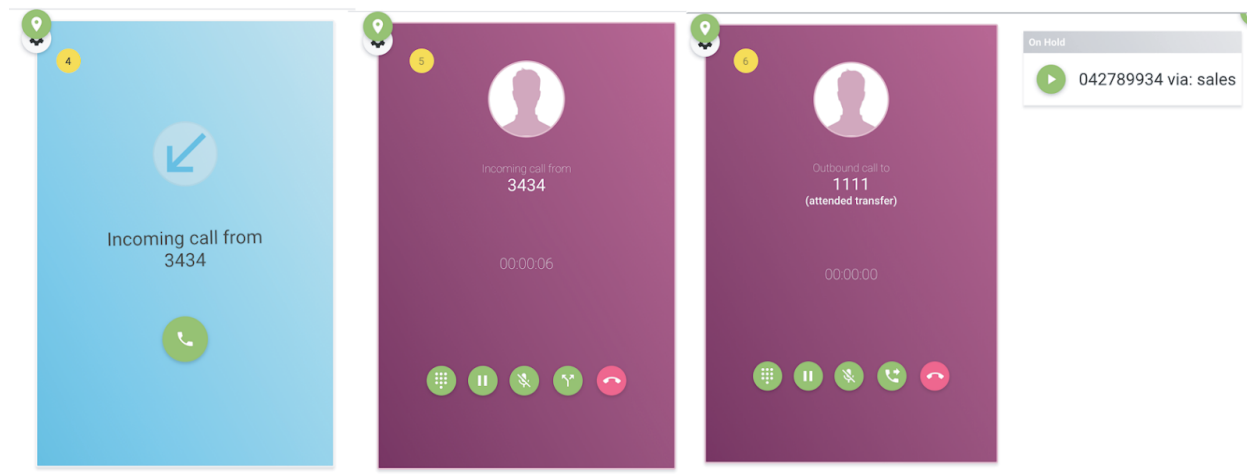 4
Incoming call from
3434
5
Incoming call from
3434
00:00:06
6
Outbound call to
1111
(attended transfer)
00:00:00
On Hold
042789934 via: sales